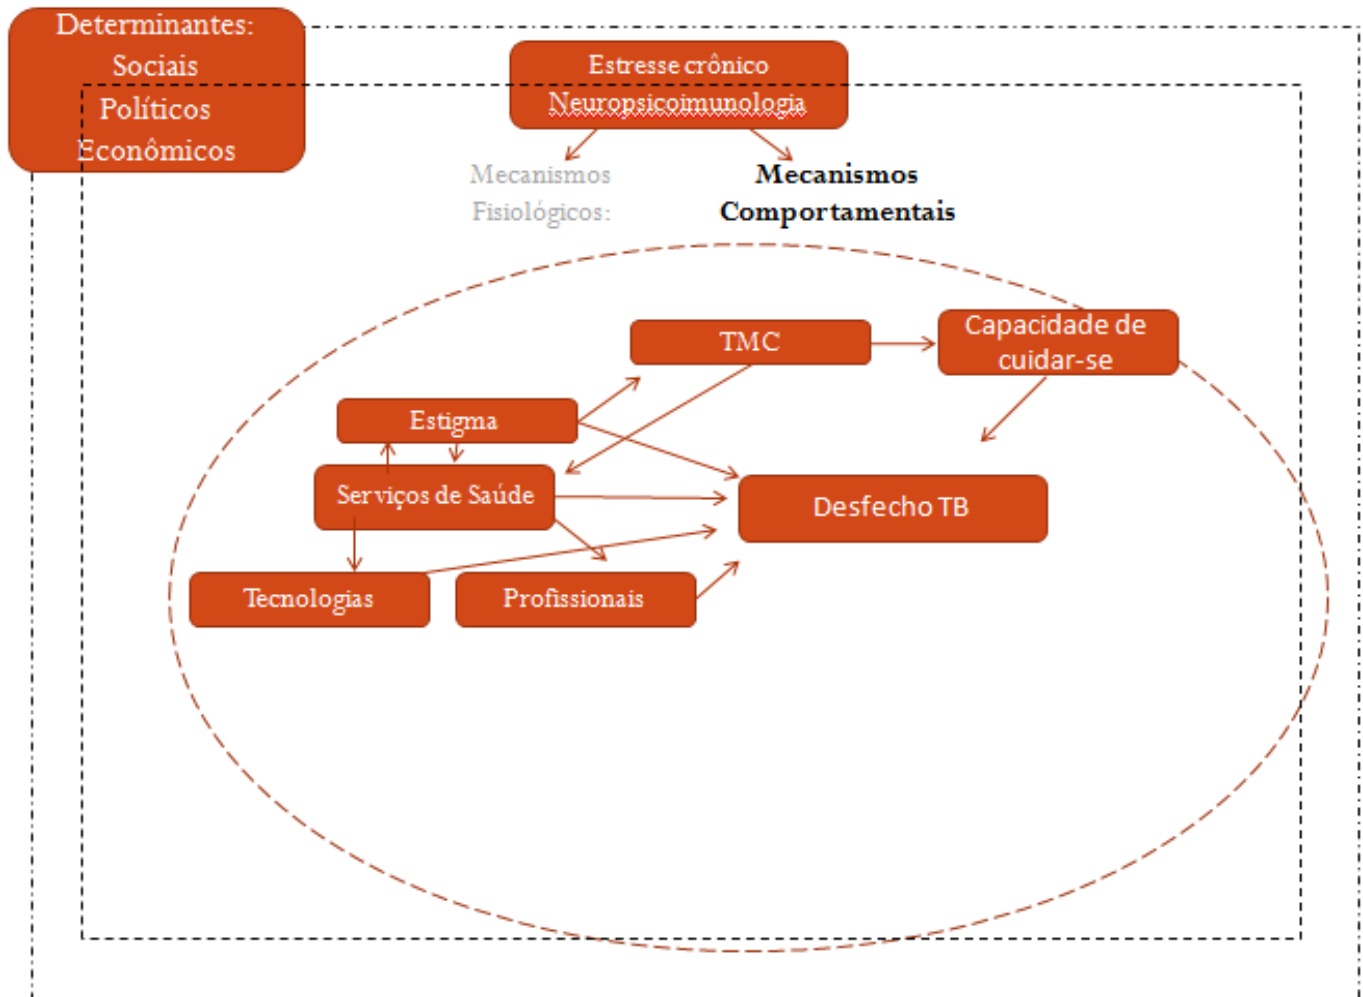 Determinantes:
Sociais
Políticos
Econômicos
Estresse crônico
Neuropsicoimunologia
Mecanismos
Fisiológicos:
Mecanismos
Comportamentais
TMC
Capacidade de
cuidar-se
Estigma
Serviços de Saúde
Desfecho TB
Tecnologias
Profissionais